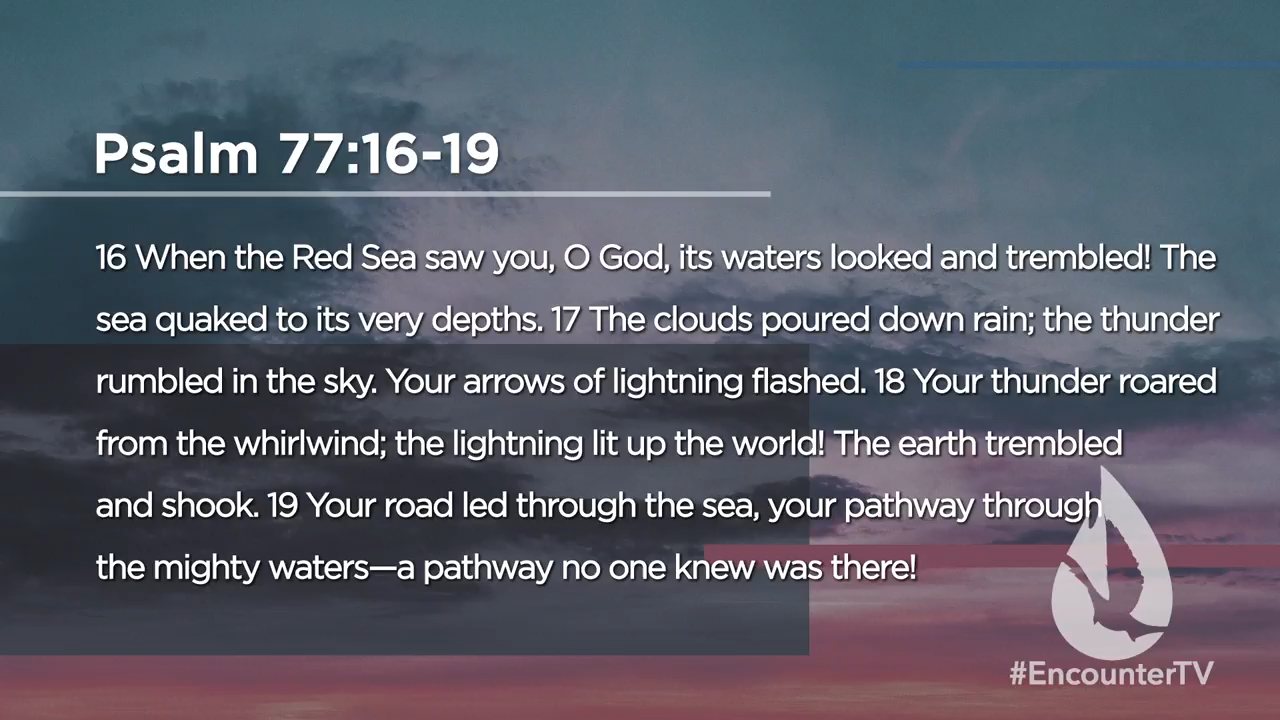 Psalm 77:16-19
16 When the Red Sea saw you, O God, its waters looked and trembled! The
sea quaked to its very depths. 17 The clouds poured down rain; the thunder
rumbled in the sky. Your arrows of lightning flashed. 18 Your thunder roared
from the whirlwind; the lightning lit up the world! The earth trembled
and shook. 19 Your road led through the sea, your pathway through
the mighty waters—a pathway no one knew was there!
#EncounterTV